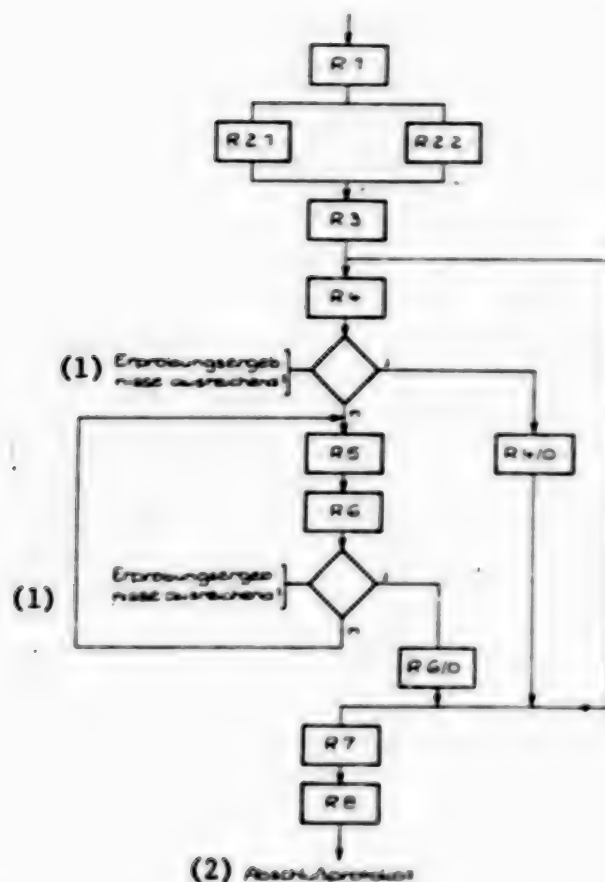 R 1
R 2.1
R 2.2
R 3
R 4
(1) Erprobungsergeb
nisse ausreichend?
j
n
R 5
R 4/0
R 6
Erprobungsergeb
nisse ausreichend?
j
(1)
n
R 6/0
R 7
R 8
(2) Abschlußprotokoll